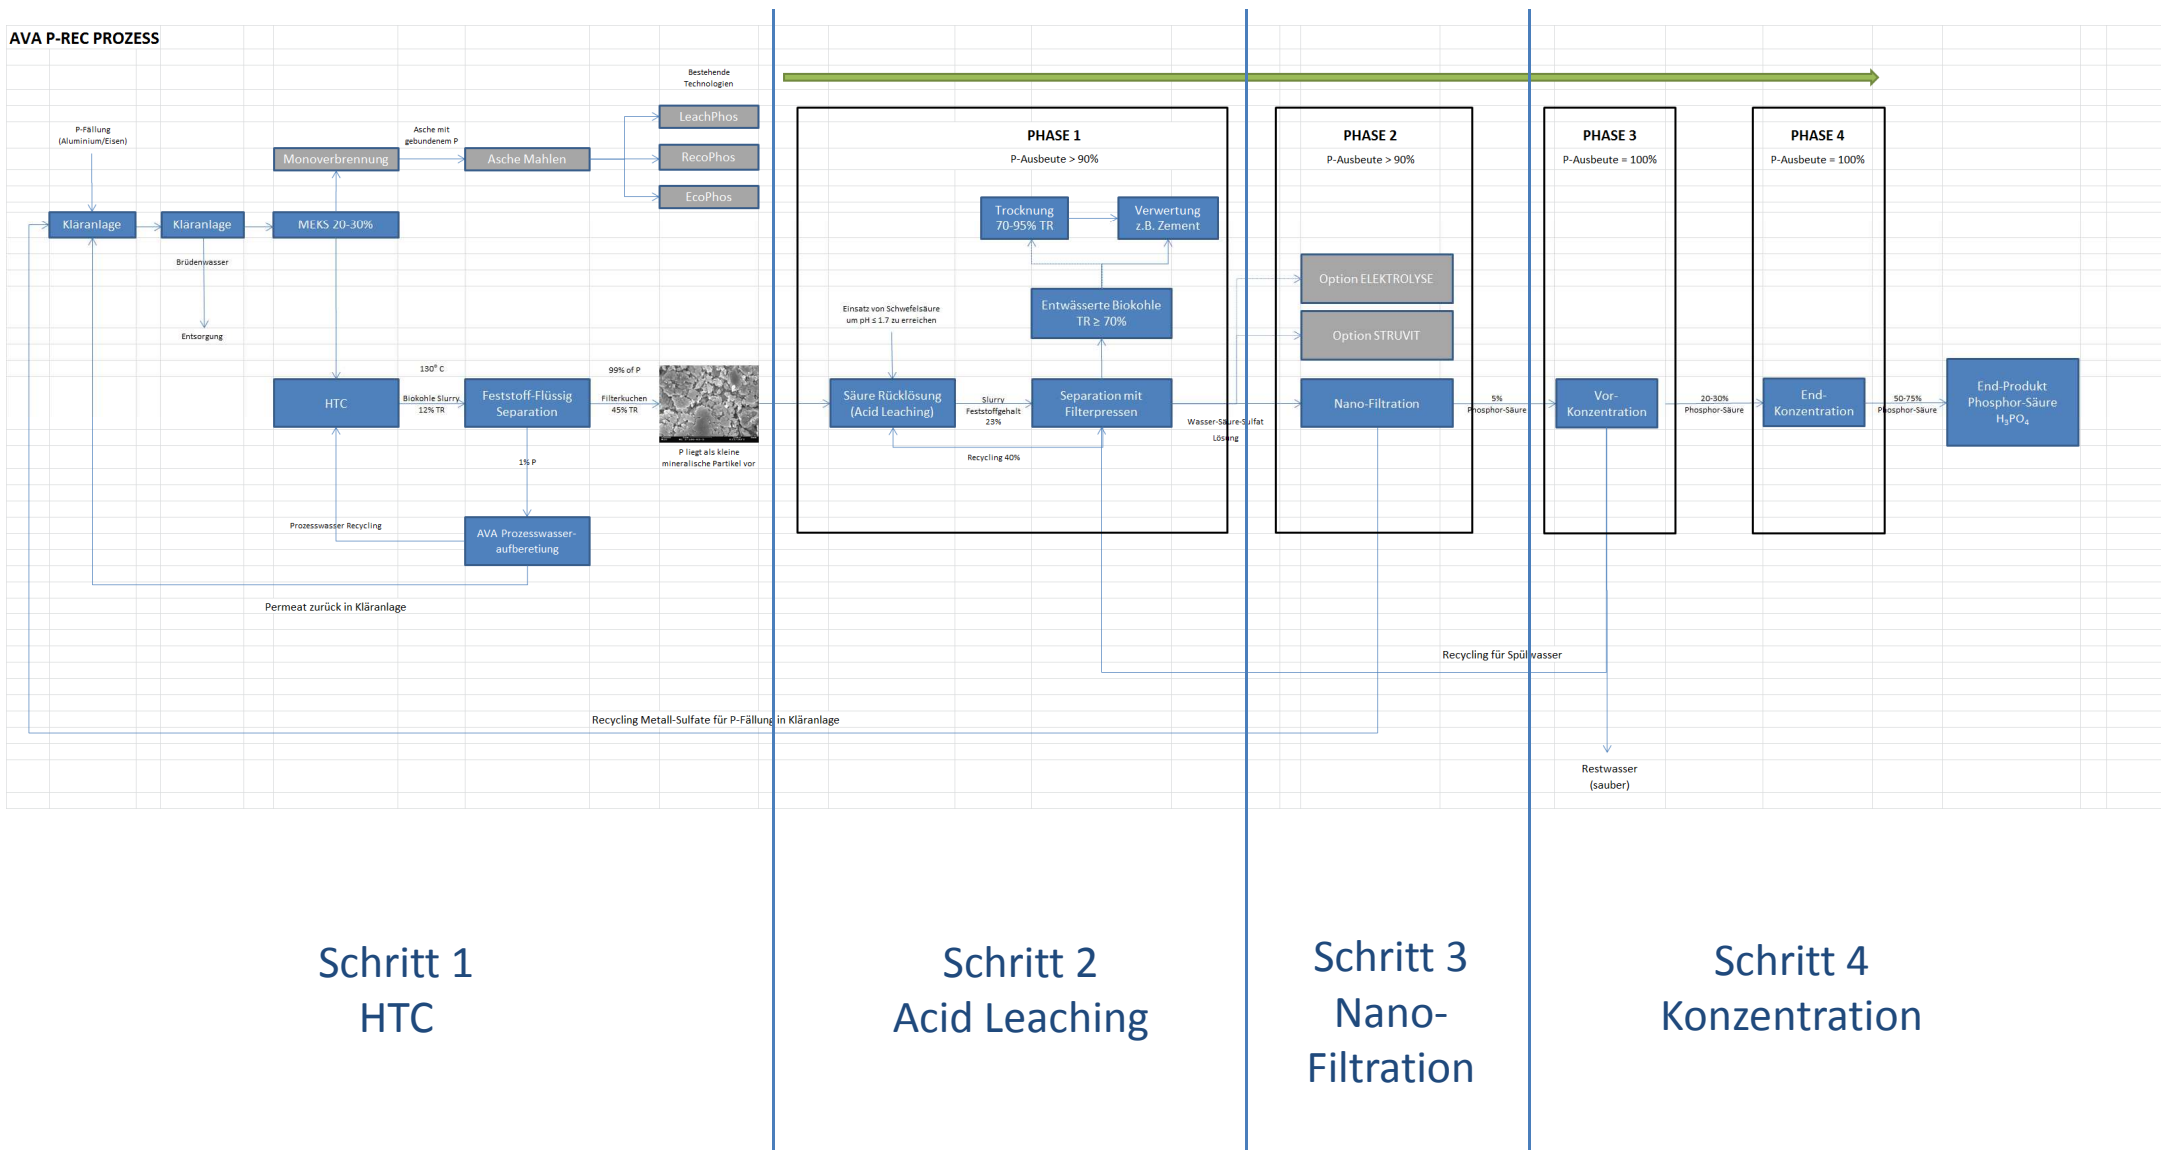 AVA P-REC PROZESS
Bestehende
Technologien
LeachPhos
RecoPhos
EcoPhos
P-Fällung
(Aluminium/Eisen)
Asche mit
gebundenem P
Monoverbrennung
Asche Mahlen
Kläranlage
Kläranlage
MEKS 20-30%
Brüdenwasser
Entsorgung
HTC
130° C
Biokohle Slurry
12% TR
Feststoff-Flüssig
Separation
99% of P
Filterkuchen
45% TR
P liegt als kleine
mineralische Partikel vor
1% P
Prozesswasser Recycling
AVA Prozesswasser-
aufberetiung
Permeat zurück in Kläranlage
PHASE 1
P-Ausbeute > 90%
Trocknung
70-95% TR
Verwertung
z.B. Zement
Entwässerte Biokohle
TR ≥ 70%
Einsatz von Schwefelsäure
um pH ≤ 1.7 zu erreichen
Säure Rücklösung
(Acid Leaching)
Slurry
Feststoffgehalt
23%
Separation mit
Filterpressen
Recycling 40%
Wasser-Säure-Sulfat
Lösung
PHASE 2
P-Ausbeute > 90%
Option ELEKTROLYSE
Option STRUVIT
Nano-Filtration
5%
Phosphor-Säure
PHASE 3
P-Ausbeute = 100%
Vor-
Konzentration
20-30%
Phosphor-Säure
PHASE 4
P-Ausbeute = 100%
End-
Konzentration
50-75%
Phosphor-Säure
End-Produkt
Phosphor-Säure
H₃PO₄
Recycling für Spülwasser
Recycling Metall-Sulfate für P-Fällung in Kläranlage
Restwasser
(sauber)
Schritt 1
HTC
Schritt 2
Acid Leaching
Schritt 3
Nano-
Filtration
Schritt 4
Konzentration